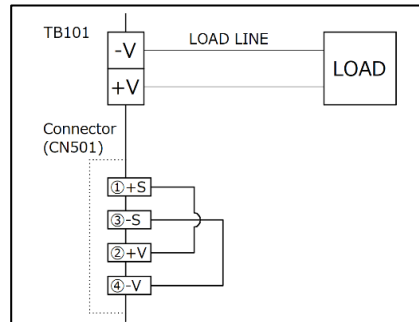 TB101
-V
LOAD LINE
LOAD
+V
Connector
(CN501)
①+S
③-S
②+V
④-V